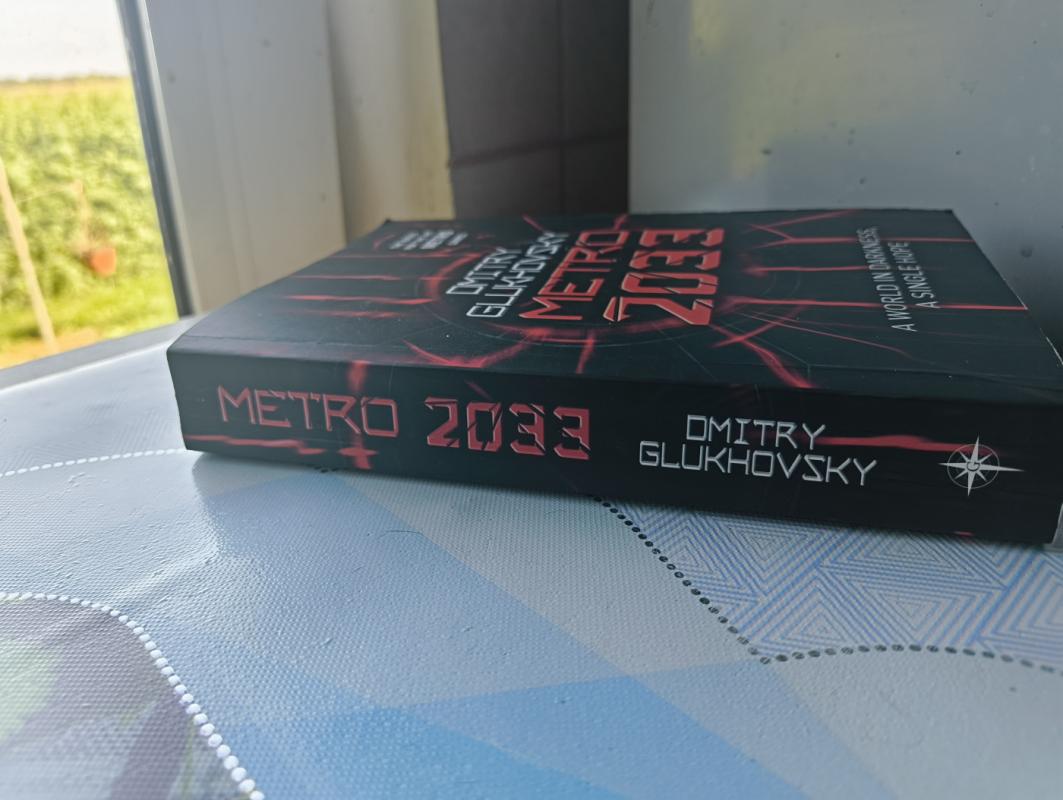 DMITRY
GLUKHOVSKY
METRO
2033
A WORLD IN DARKNESS.
A SINGLE HOPE
METRO 2033
DMITRY
GLUKHOVSKY